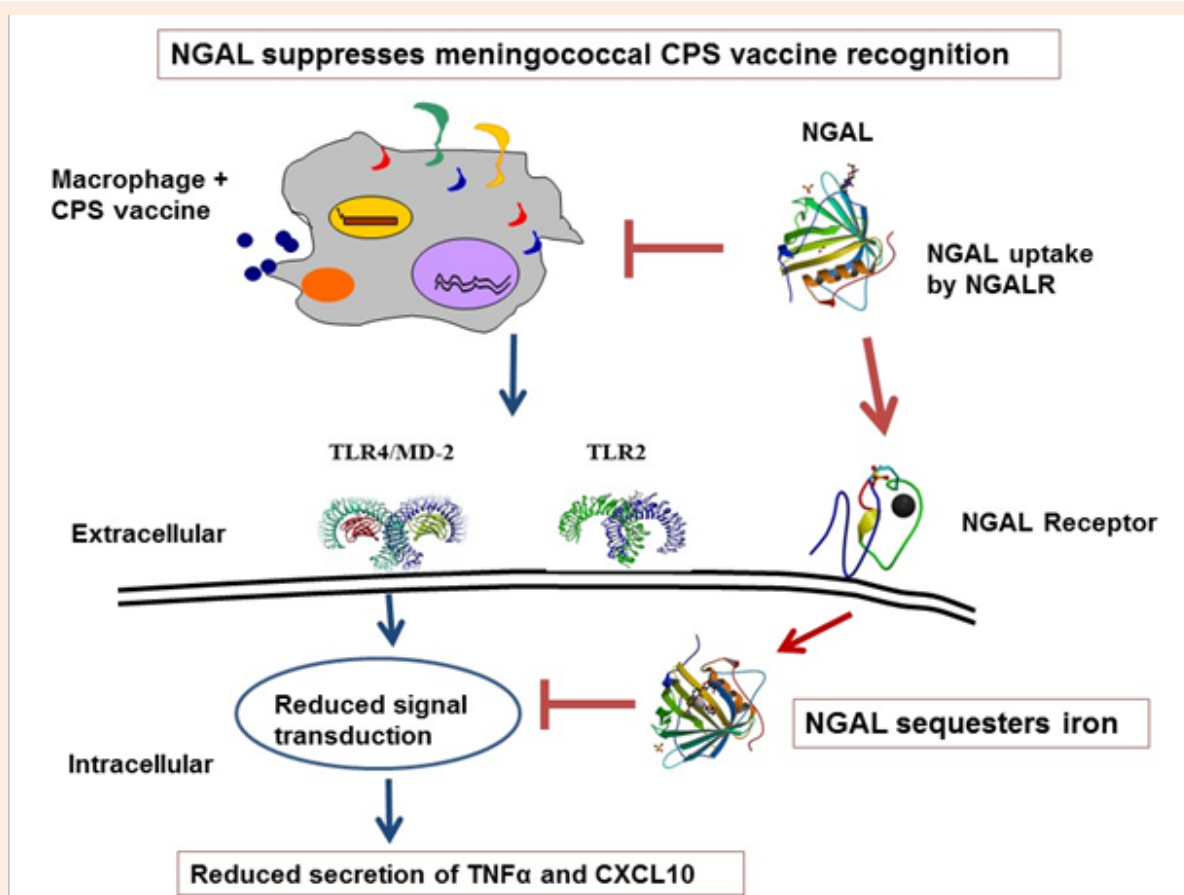 NGAL suppresses meningococcal CPS vaccine recognition
NGAL
Macrophage +
CPS vaccine
NGAL uptake
by NGALR
TLR4/MD-2
TLR2
Extracellular
NGAL Receptor
Reduced signal
transduction
NGAL sequesters iron
Intracellular
Reduced secretion of TNFα and CXCL10